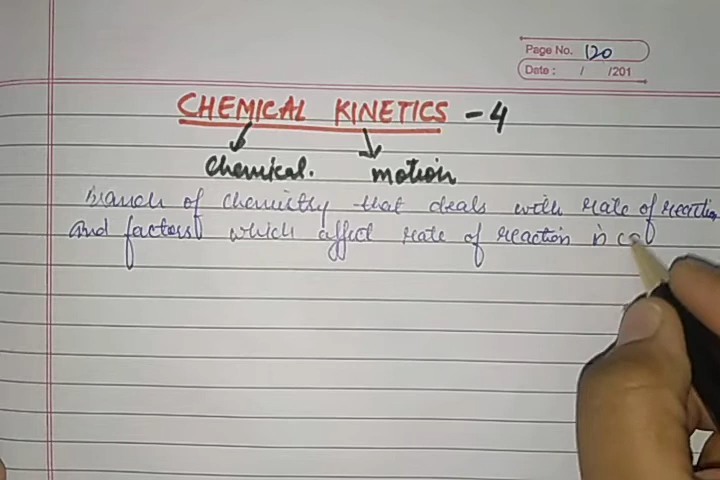 Page No. 120
Date : / /201
CHEMICAL KINETICS - 4
chemical. motion
branch of chemistry that deals with rate of reaction
and factors which affect rate of reaction is